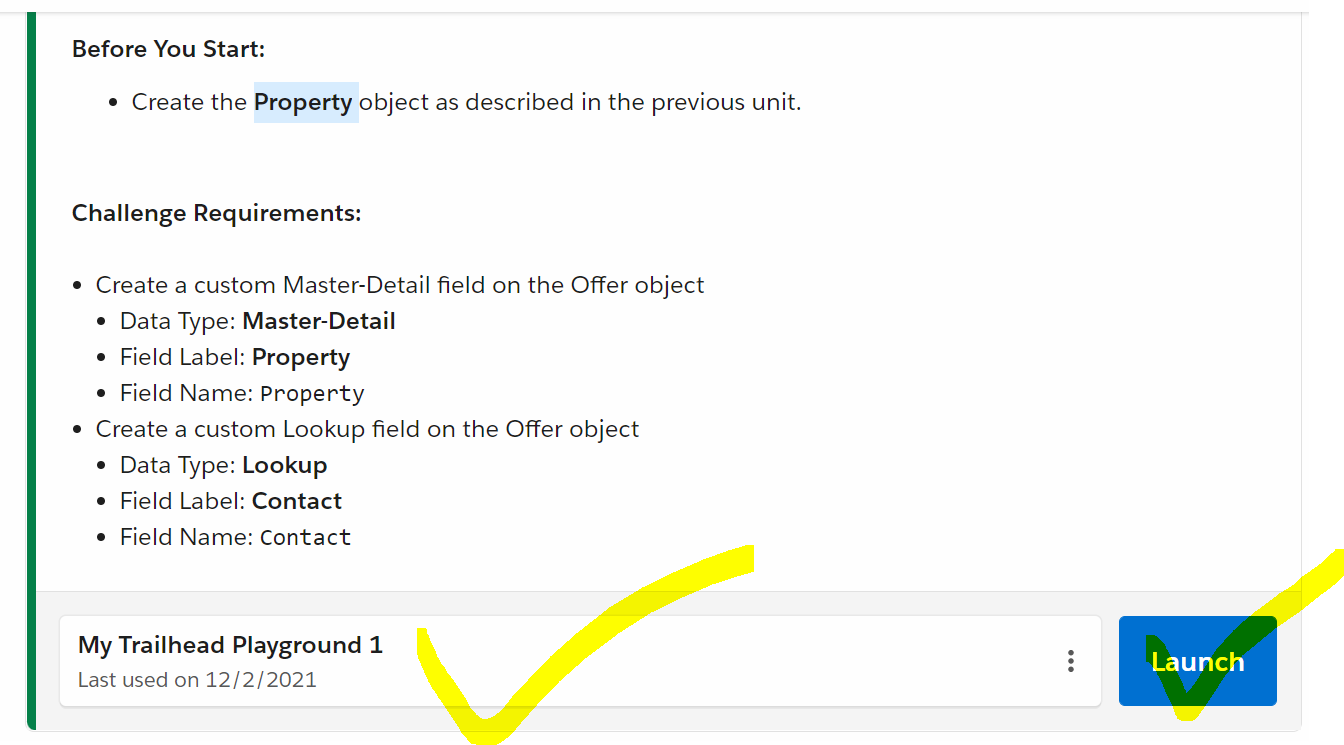 Before You Start:
Create the Property object as described in the previous unit.
Challenge Requirements:
Create a custom Master-Detail field on the Offer object
Data Type: Master-Detail
Field Label: Property
Field Name: Property
Create a custom Lookup field on the Offer object
Data Type: Lookup
Field Label: Contact
Field Name: Contact
My Trailhead Playground 1
Last used on 12/2/2021
Launch